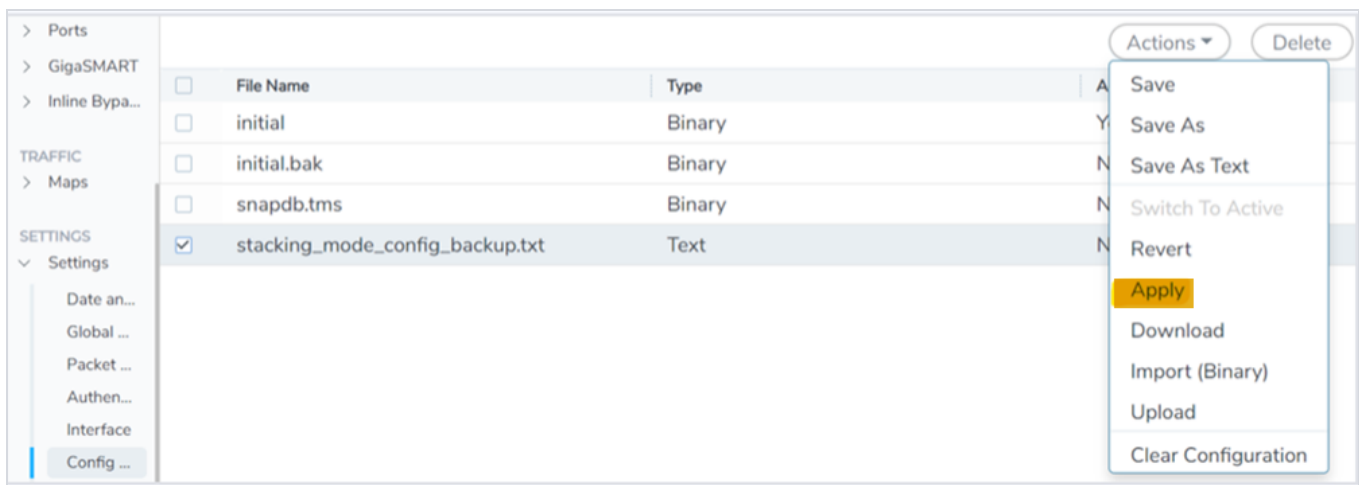 Ports
GigaSMART
Inline Bypa...
TRAFFIC
Maps
SETTINGS
Settings
Date an...
Global ...
Packet ...
Authen...
Interface
Config ...
Actions Delete
File Name Type A
initial Binary Y
initial.bak Binary N
snapdb.tms Binary N
stacking_mode_config_backup.txt Text N
Save
Save As
Save As Text
Switch To Active
Revert
Apply
Download
Import (Binary)
Upload
Clear Configuration